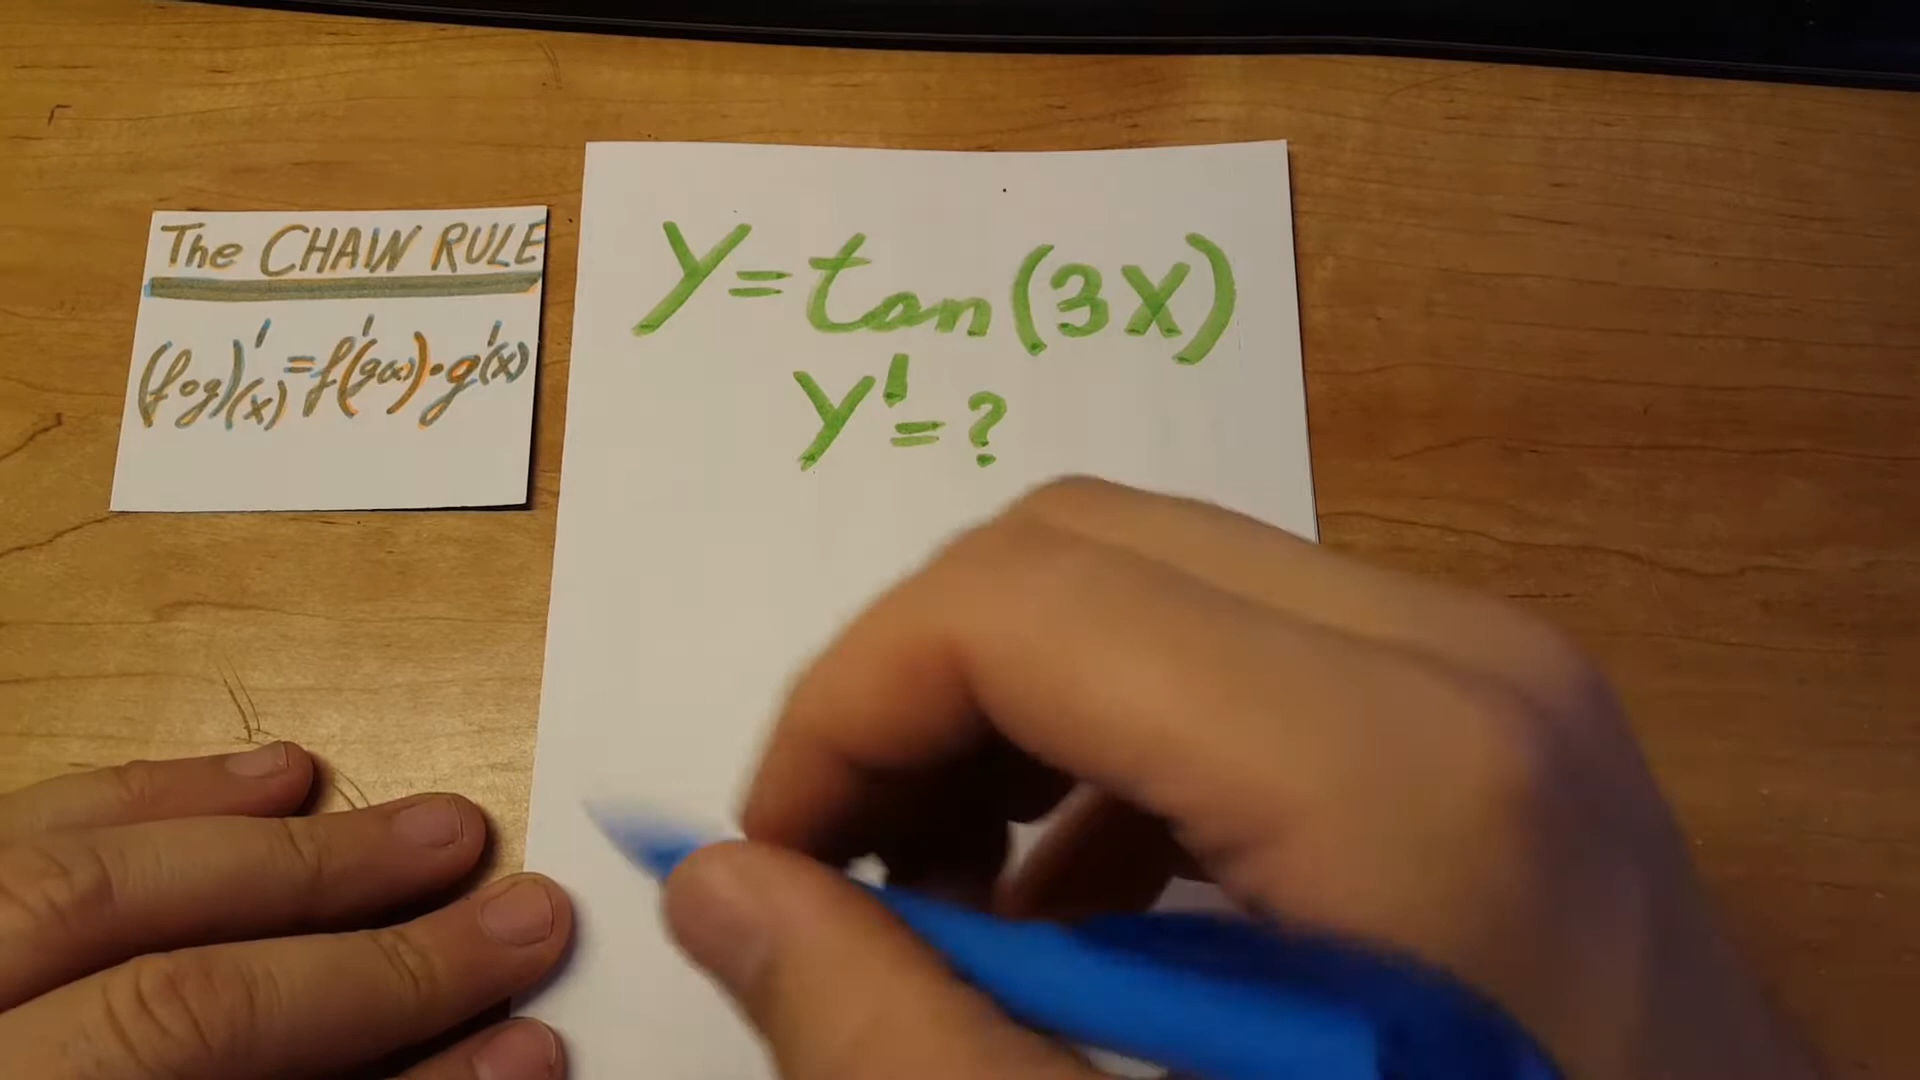 The CHAIN RULE
(f∘g)'(x) = f'(g(x))·g'(x)
Y = tan(3X)
Y' = ?